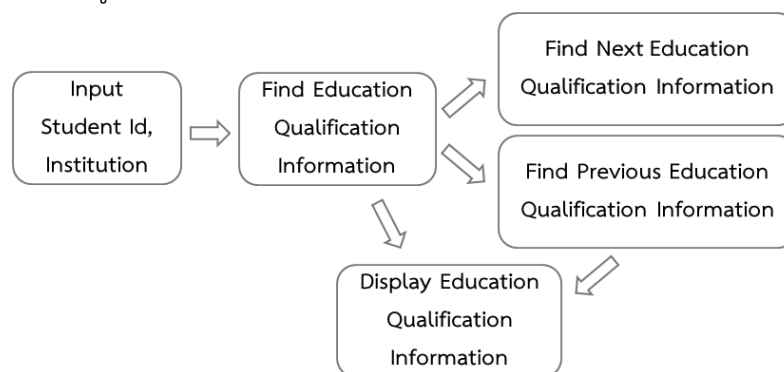 Input
Student Id,
Institution
Find Education
Qualification
Information
Find Next Education
Qualification Information
Find Previous Education
Qualification Information
Display Education
Qualification
Information